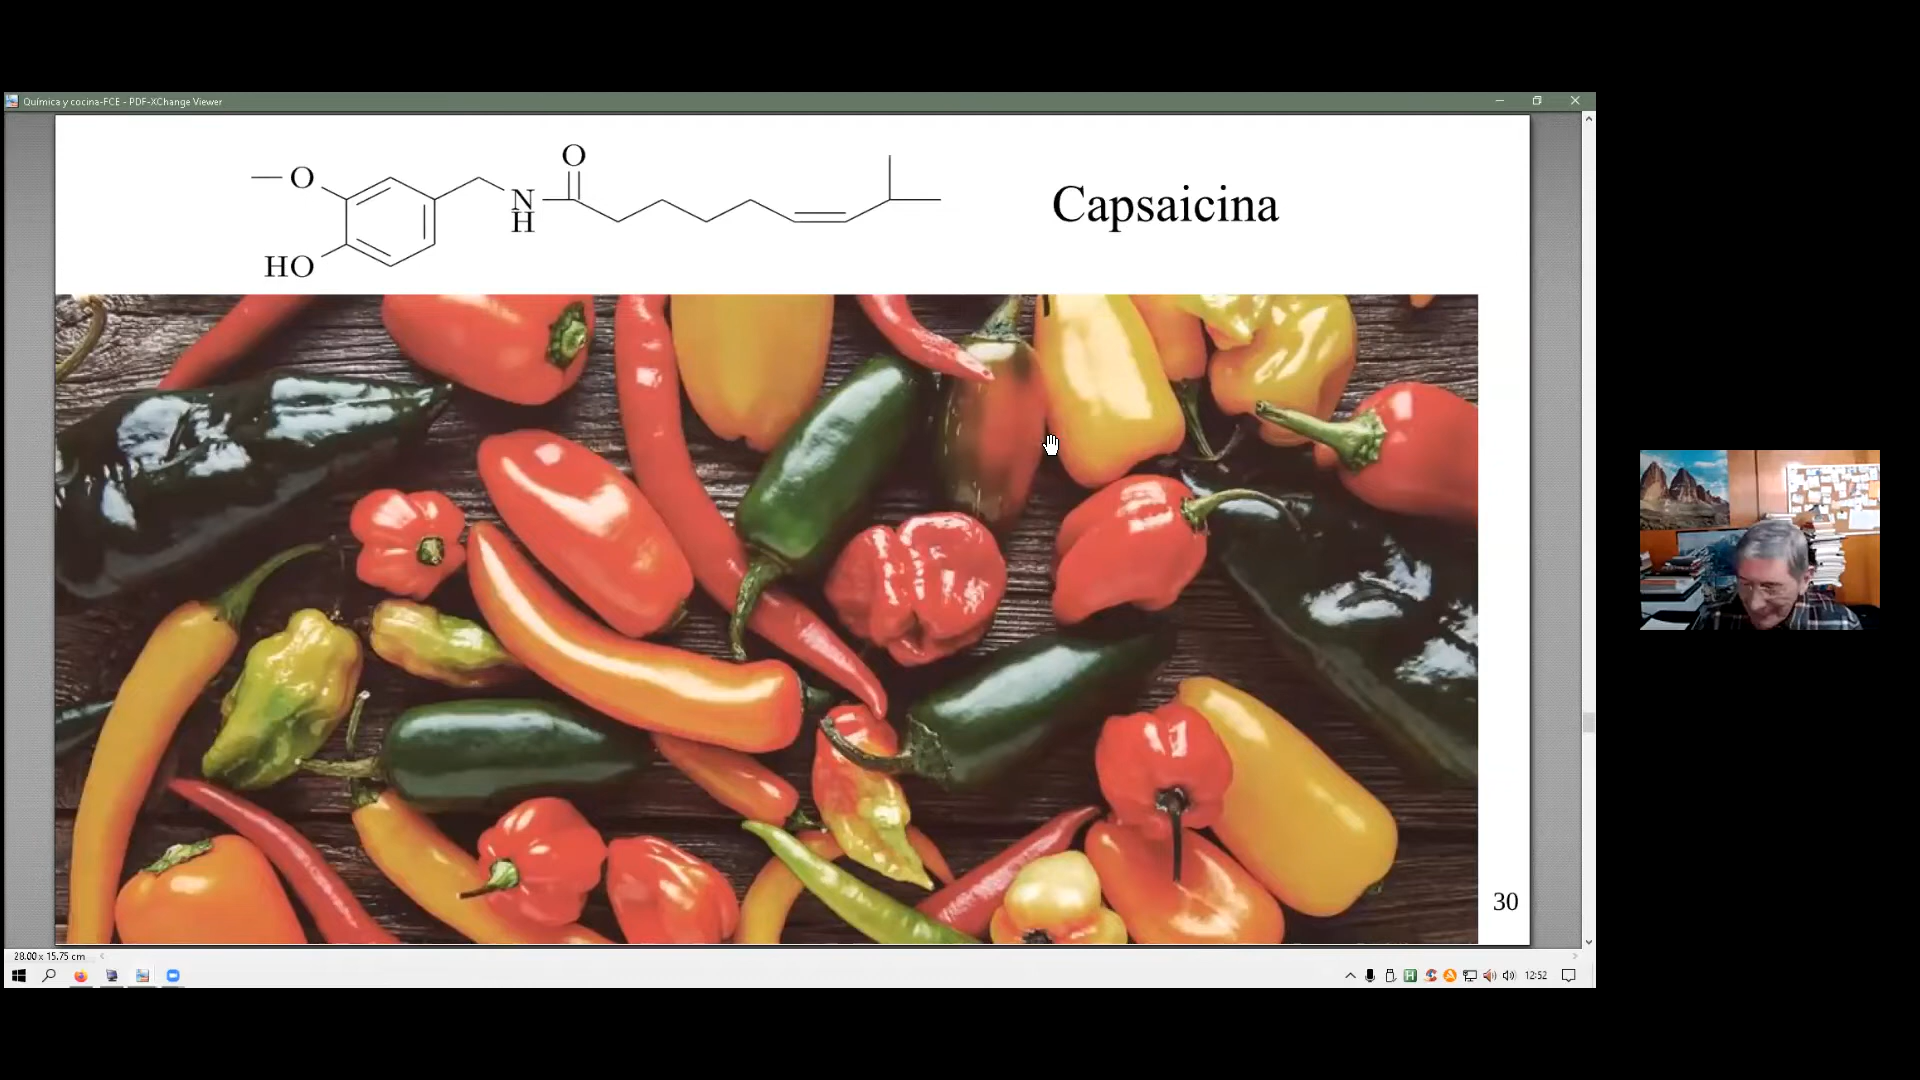 Química y cocina-FCE - PDF-XChange Viewer
O
O
N
H
HO
Capsaicina
30
28.00 x 15.75 cm
12:52